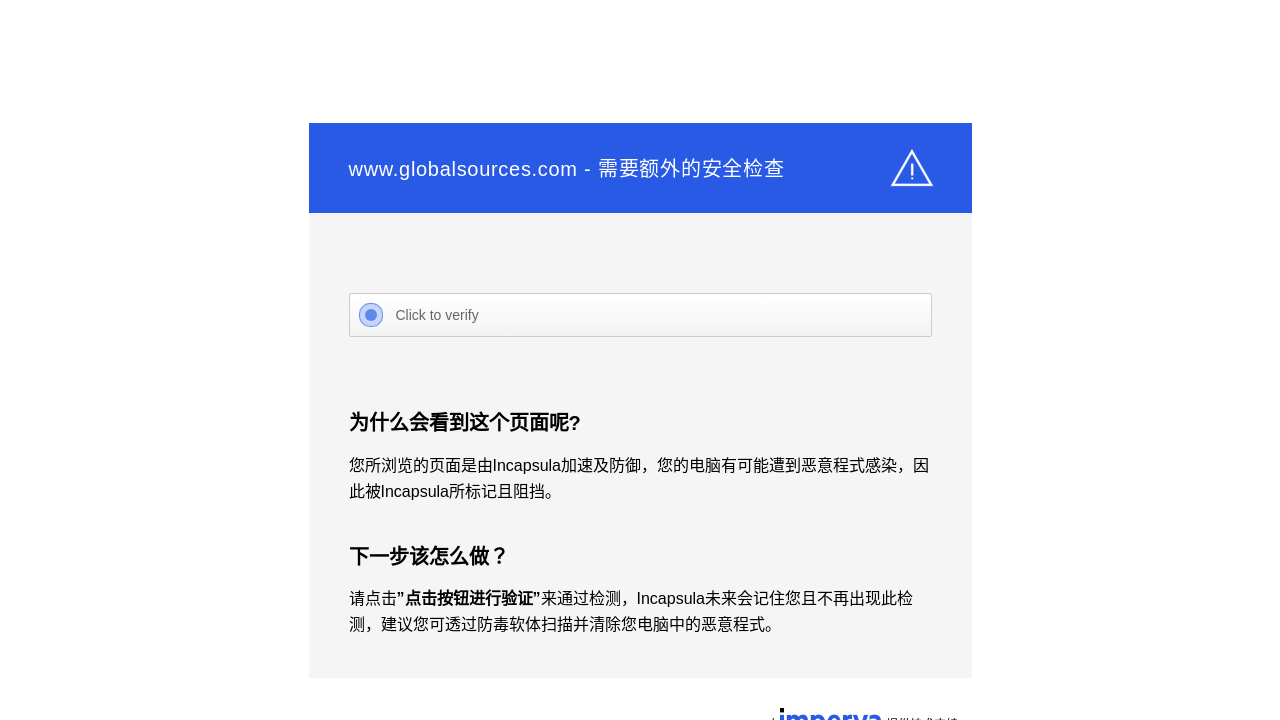 www.globalsources.com - 需要额外的安全检查
Click to verify
为什么会看到这个页面呢?
您所浏览的页面是由Incapsula加速及防御，您的电脑有可能遭到恶意程式感染，因
此被Incapsula所标记且阻挡。
下一步该怎么做？
请点击”点击按钮进行验证”来通过检测，Incapsula未来会记住您且不再出现此检
测，建议您可透过防毒软体扫描并清除您电脑中的恶意程式。
imperva